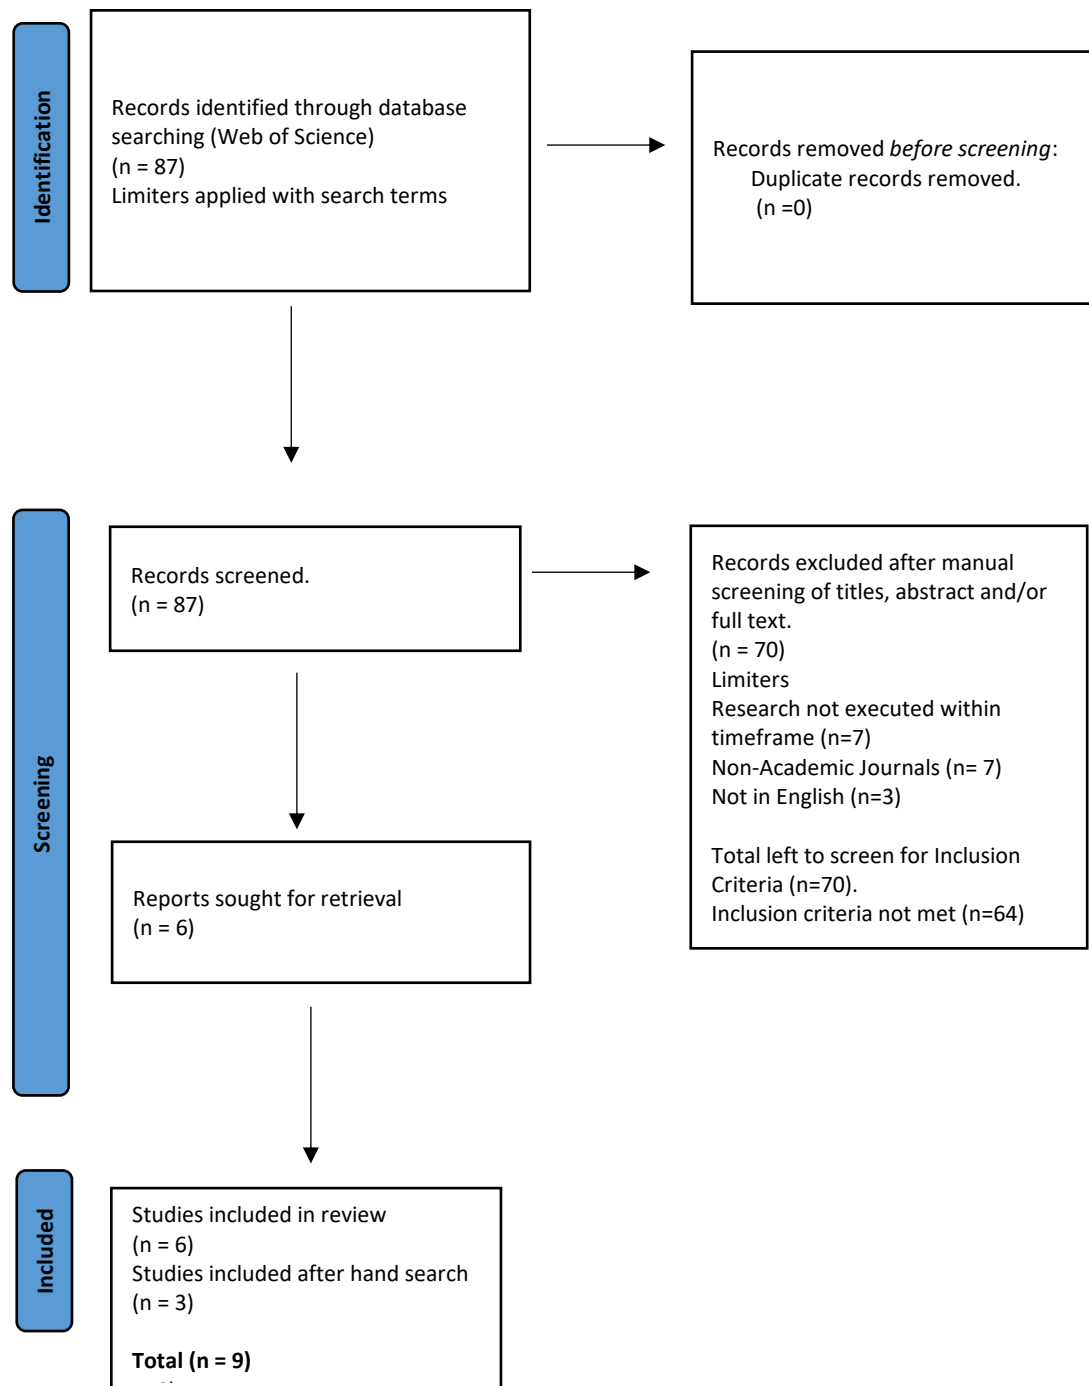 Identification
Records identified through database
searching (Web of Science)
(n = 87)
Limiters applied with search terms
Records removed before screening:
Duplicate records removed.
(n =0)
Screening
Records screened.
(n = 87)
Records excluded after manual
screening of titles, abstract and/or
full text.
(n = 70)
Limiters
Research not executed within
timeframe (n=7)
Non-Academic Journals (n= 7)
Not in English (n=3)
Total left to screen for Inclusion
Criteria (n=70).
Inclusion criteria not met (n=64)
Reports sought for retrieval
(n = 6)
Included
Studies included in review
(n = 6)
Studies included after hand search
(n = 3)
Total (n = 9)